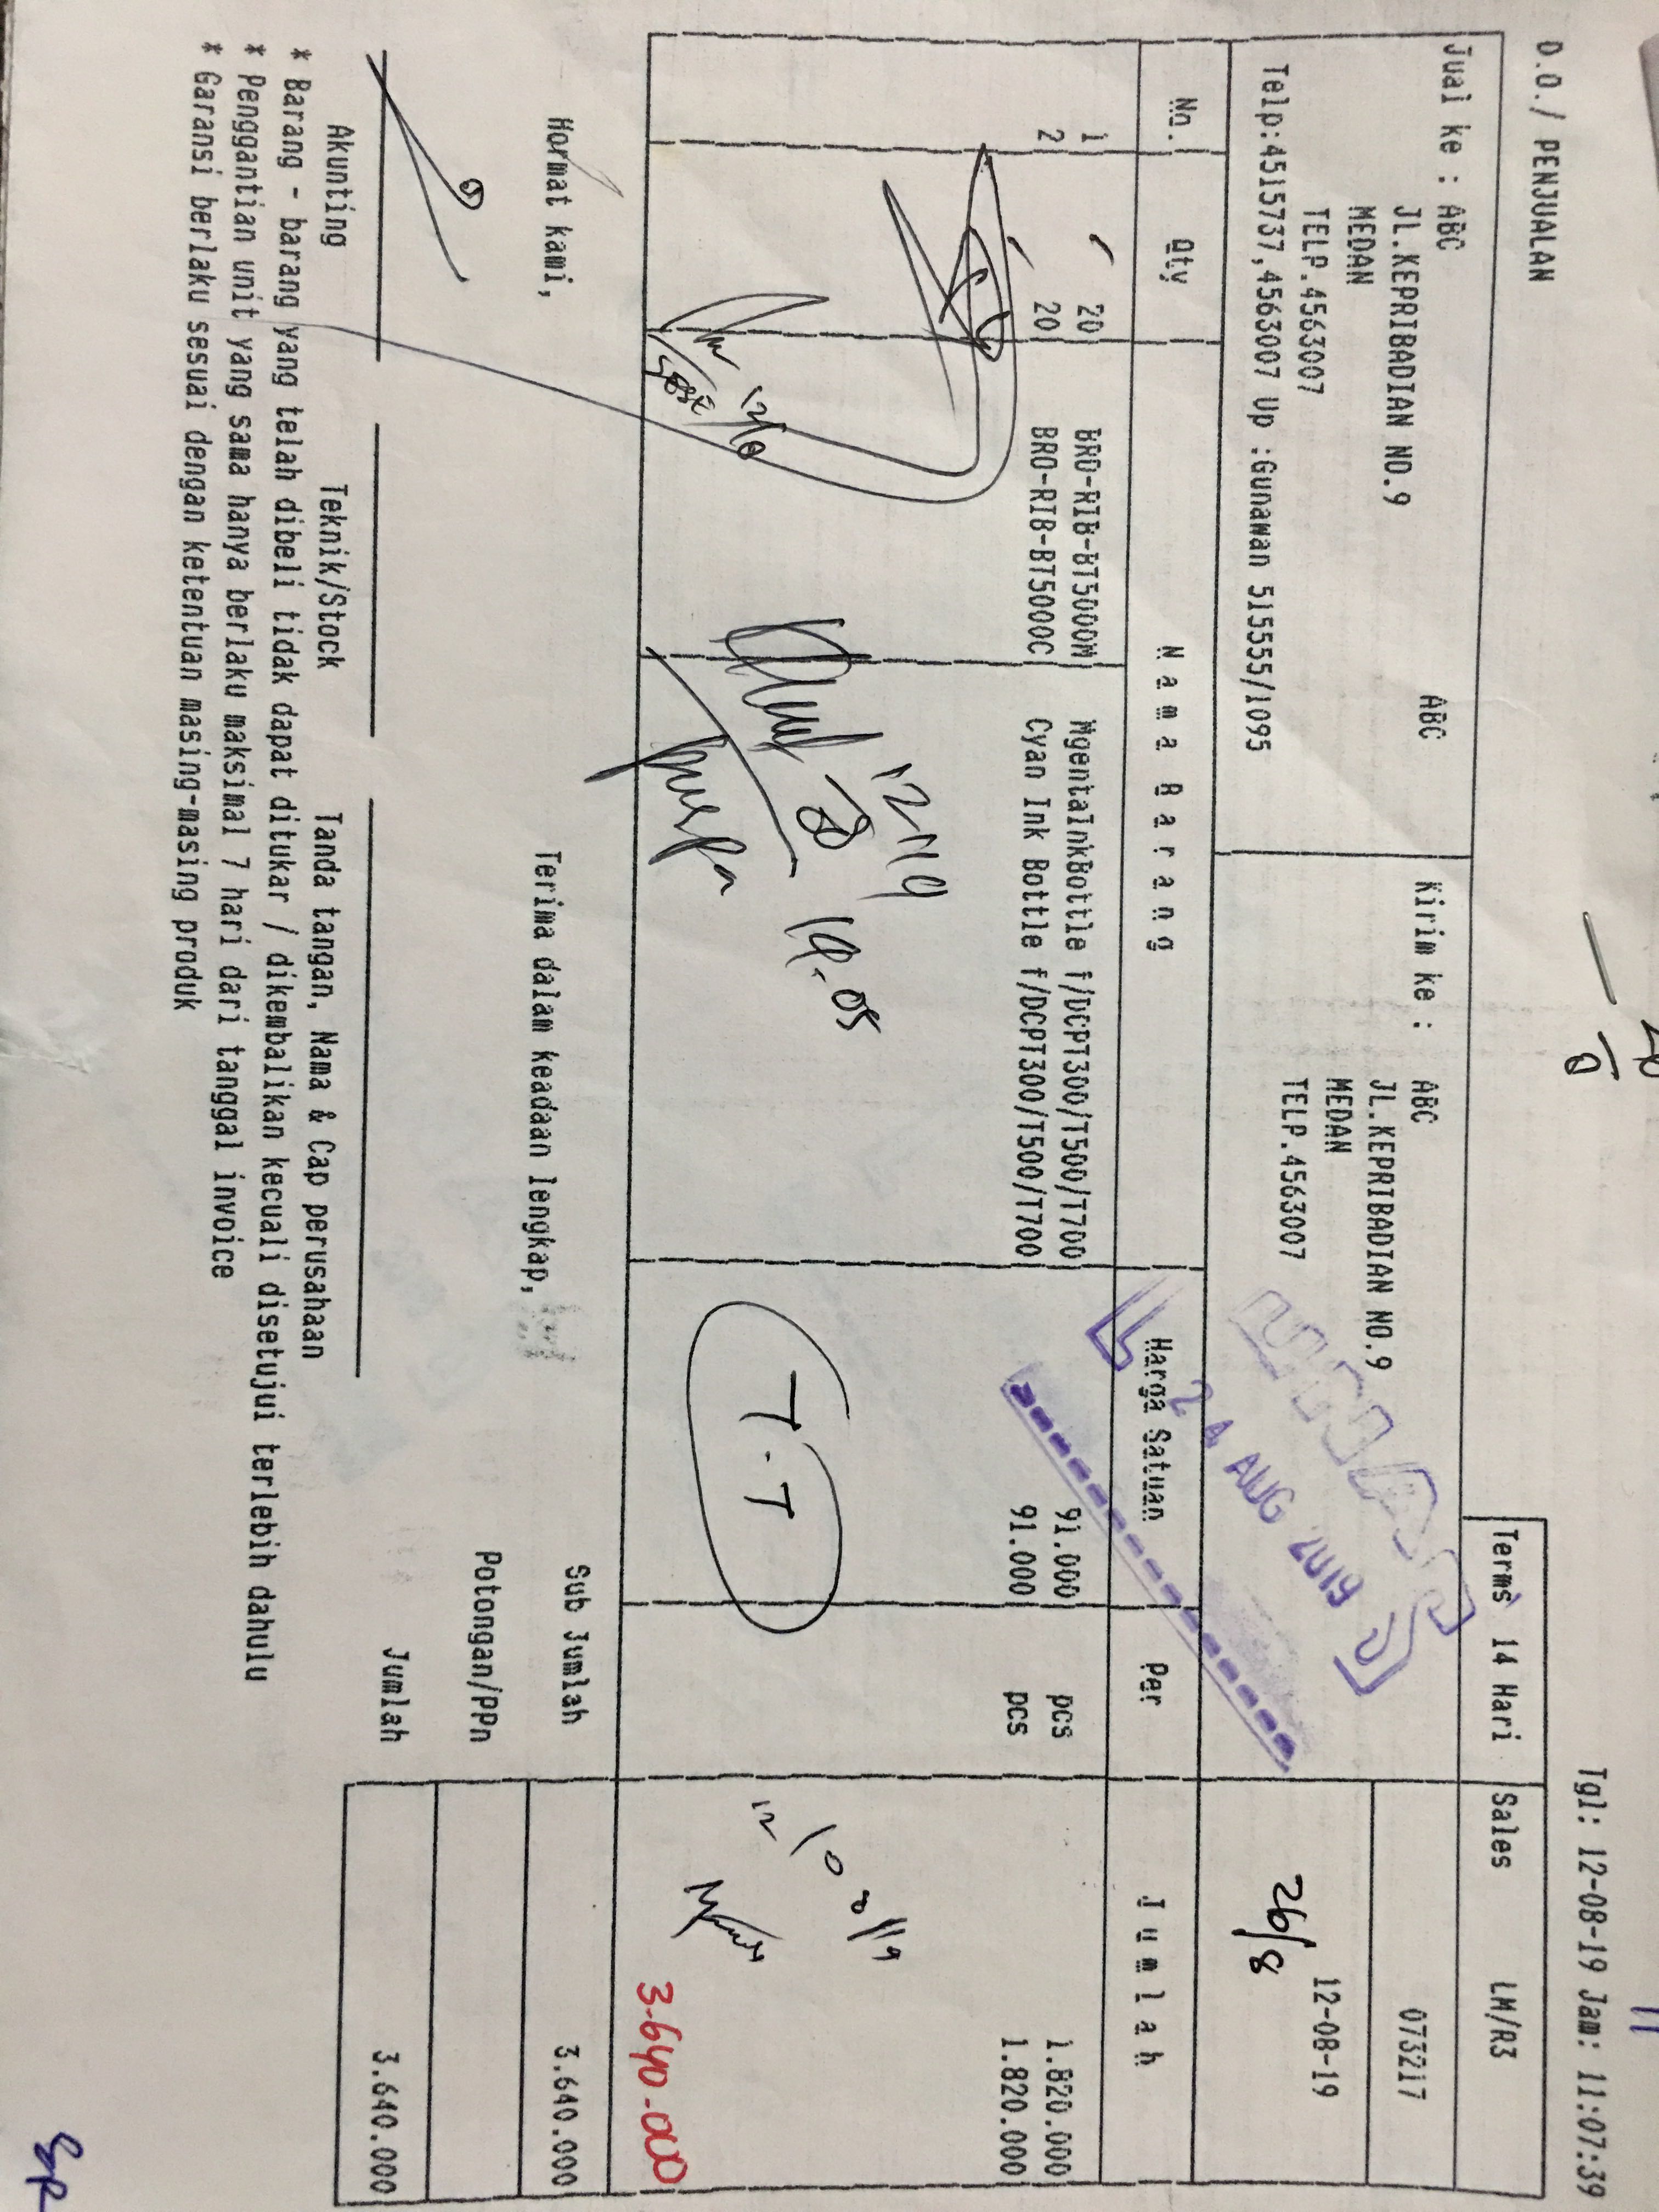 Tgl: 12-08-19 Jam: 11:07:39
D.O./ PENJUALAN
Terms 14 Hari Sales LM/R3
Jual ke : ABC ABC Kirim ke : ABC
073217
JL.KEPRIBADIAN NO.9 JL.KEPRIBADIAN NO.9
MEDAN MEDAN
12-08-19
TELP.4563007 TELP.4563007
26/8
Telp:4515737,4563007 Up :Gunawan 515555/1095
24 AUG 2019
No. Qty Nama Barang Harga Satuan Per Jumlah
1 20 BRO-RIB-BT5000M MgentaInkBottle f/DCPT300/T500/T700 91.000 pcs 1.820.000
2 20 BRO-RIB-BT5000C Cyan Ink Bottle f/DCPT300/T500/T700 91.000 pcs 1.820.000
T.T
3.640.000
Hormat kami, Terima dalam keadaan lengkap, Sub Jumlah 3.640.000
Potongan/PPn
Jumlah 3.640.000
Akunting Teknik/Stock Tanda tangan, Nama & Cap perusahaan
* Barang - barang yang telah dibeli tidak dapat ditukar / dikembalikan kecuali disetujui terlebih dahulu
* Penggantian unit yang sama hanya berlaku maksimal 7 hari dari tanggal invoice
* Garansi berlaku sesuai dengan ketentuan masing-masing produk